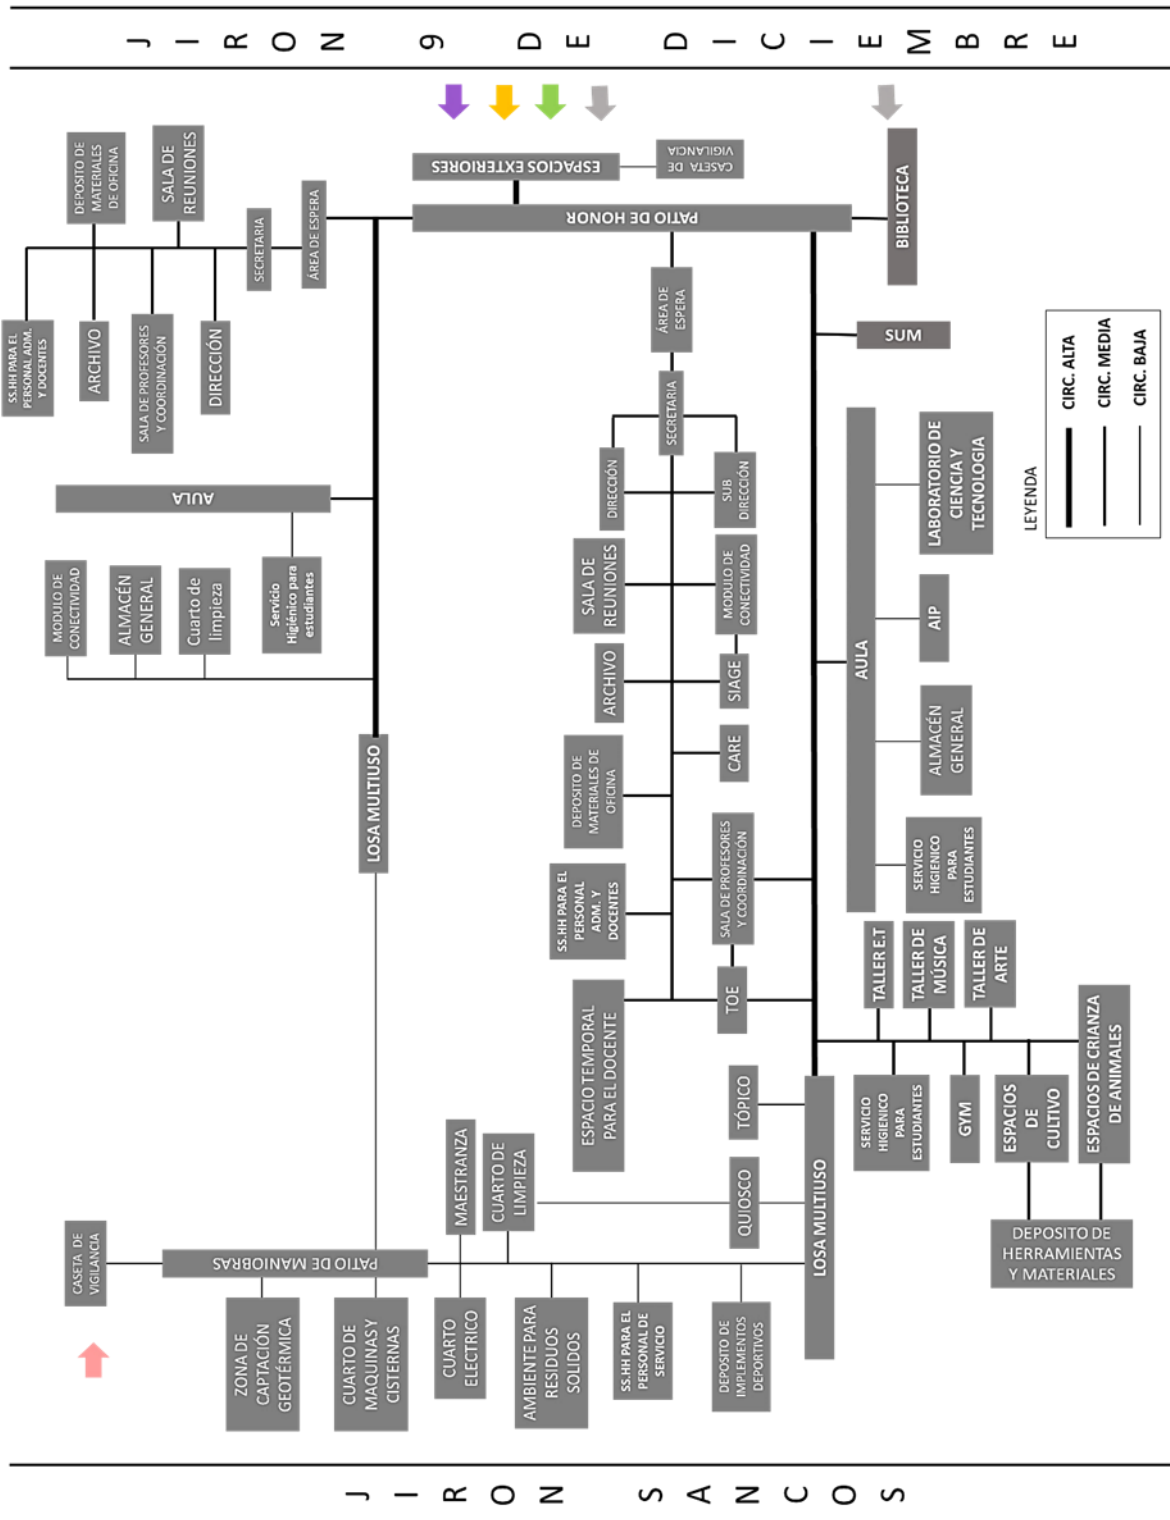 JIRON 9 DE DICIEMBRE
DEPOSITO DE
MATERIALES
DE OFICINA
SALA DE
REUNIONES
SECRETARIA
ÁREA DE ESPERA
SS.HH PARA EL
PERSONAL ADM.
Y DOCENTES
ARCHIVO
SALA DE PROFESORES
Y COORDINACIÓN
DIRECCIÓN
ESPACIOS EXTERIORES
CASETA DE
VIGILANCIA
PATIO DE HONOR
BIBLIOTECA
SUM
AULA
MODULO DE
CONECTIVIDAD
ALMACÉN
GENERAL
Cuarto de
limpieza
Servicio
Higiénico para
estudiantes
LOSA MULTIUSO
ÁREA DE
ESPERA
SECRETARIA
DIRECCIÓN
SUB
DIRECCIÓN
SALA DE
REUNIONES
MODULO DE
CONECTIVIDAD
ARCHIVO
SIAGE
CARE
DEPOSITO DE
MATERIALES DE
OFICINA
SALA DE PROFESORES
Y COORDINACIÓN
SS.HH PARA EL
PERSONAL
ADM. Y
DOCENTES
TOE
ESPACIO TEMPORAL
PARA EL DOCENTE
AULA
LABORATORIO DE
CIENCIA Y
TECNOLOGIA
AIP
ALMACÉN
GENERAL
SERVICIO
HIGIENICO
PARA
ESTUDIANTES
LEYENDA
CIRC. ALTA
CIRC. MEDIA
CIRC. BAJA
TALLER E.T
TALLER DE
MÚSICA
TALLER DE
ARTE
SERVICIO
HIGIENICO
PARA
ESTUDIANTES
GYM
ESPACIOS
DE
CULTIVO
ESPACIOS DE CRIANZA
DE ANIMALES
DEPOSITO DE
HERRAMIENTAS
Y MATERIALES
TÓPICO
QUIOSCO
LOSA MULTIUSO
MAESTRANZA
CUARTO DE
LIMPIEZA
CASETA DE
VIGILANCIA
PATIO DE MANIOBRAS
ZONA DE
CAPTACIÓN
GEOTÉRMICA
CUARTO DE
MAQUINAS Y
CISTERNAS
CUARTO
ELECTRICO
AMBIENTE PARA
RESIDUOS
SOLIDOS
SS.HH PARA EL
PERSONAL DE
SERVICIO
DEPOSITO DE
IMPLEMENTOS
DEPORTIVOS
JIRON SANCOS